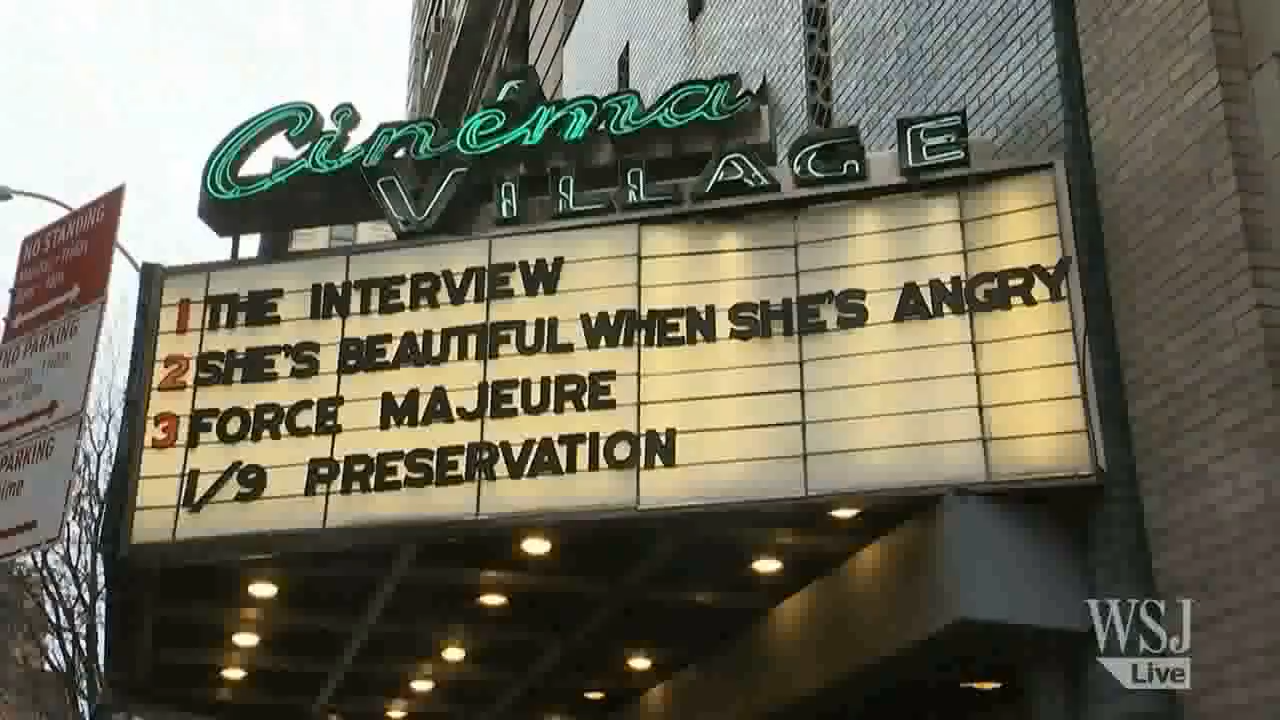 Cinéma
VILLAGE
1 THE INTERVIEW
2 SHE'S BEAUTIFUL WHEN SHE'S ANGRY
3 FORCE MAJEURE
1/9 PRESERVATION
NO STANDING
NO PARKING
PARKING
WSJ
Live